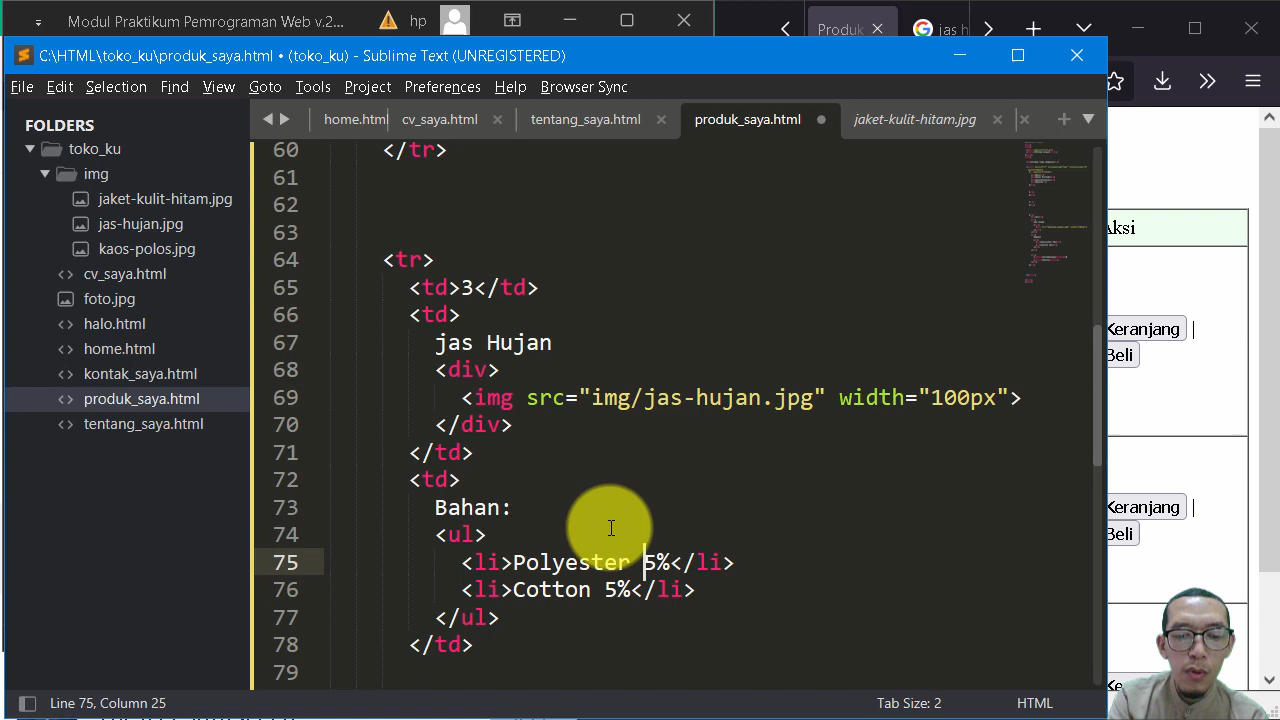 Modul Praktikum Pemrograman Web v.2...
hp
Produk
jas h
C:\HTML\toko_ku\produk_saya.html • (toko_ku) - Sublime Text (UNREGISTERED)
File Edit Selection Find View Goto Tools Project Preferences Help Browser Sync
FOLDERS
toko_ku
img
jaket-kulit-hitam.jpg
jas-hujan.jpg
kaos-polos.jpg
cv_saya.html
foto.jpg
halo.html
home.html
kontak_saya.html
produk_saya.html
tentang_saya.html
home.html
cv_saya.html
tentang_saya.html
produk_saya.html
jaket-kulit-hitam.jpg
60 </tr>
61
62
63
64 <tr>
65 <td>3</td>
66 <td>
67 jas Hujan
68 <div>
69 <img src="img/jas-hujan.jpg" width="100px">
70 </div>
71 </td>
72 <td>
73 Bahan:
74 <ul>
75 <li>Polyester 5%</li>
76 <li>Cotton 5%</li>
77 </ul>
78 </td>
79
Aksi
Keranjang |
Beli
Keranjang |
Beli
Ke
Line 75, Column 25
Tab Size: 2
HTML